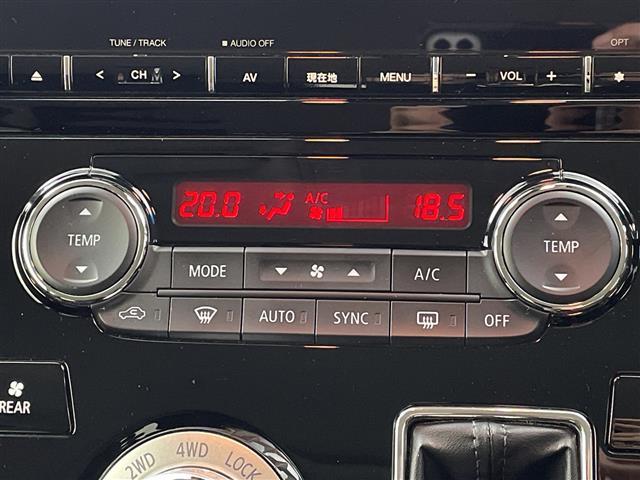 TUNE / TRACK
AUDIO OFF
OPT
< CH >
AV
現在地
MENU
− VOL +
20.0
A/C
18.5
TEMP
TEMP
MODE
A/C
AUTO
SYNC
OFF
REAR
2WD
4WD
LOCK